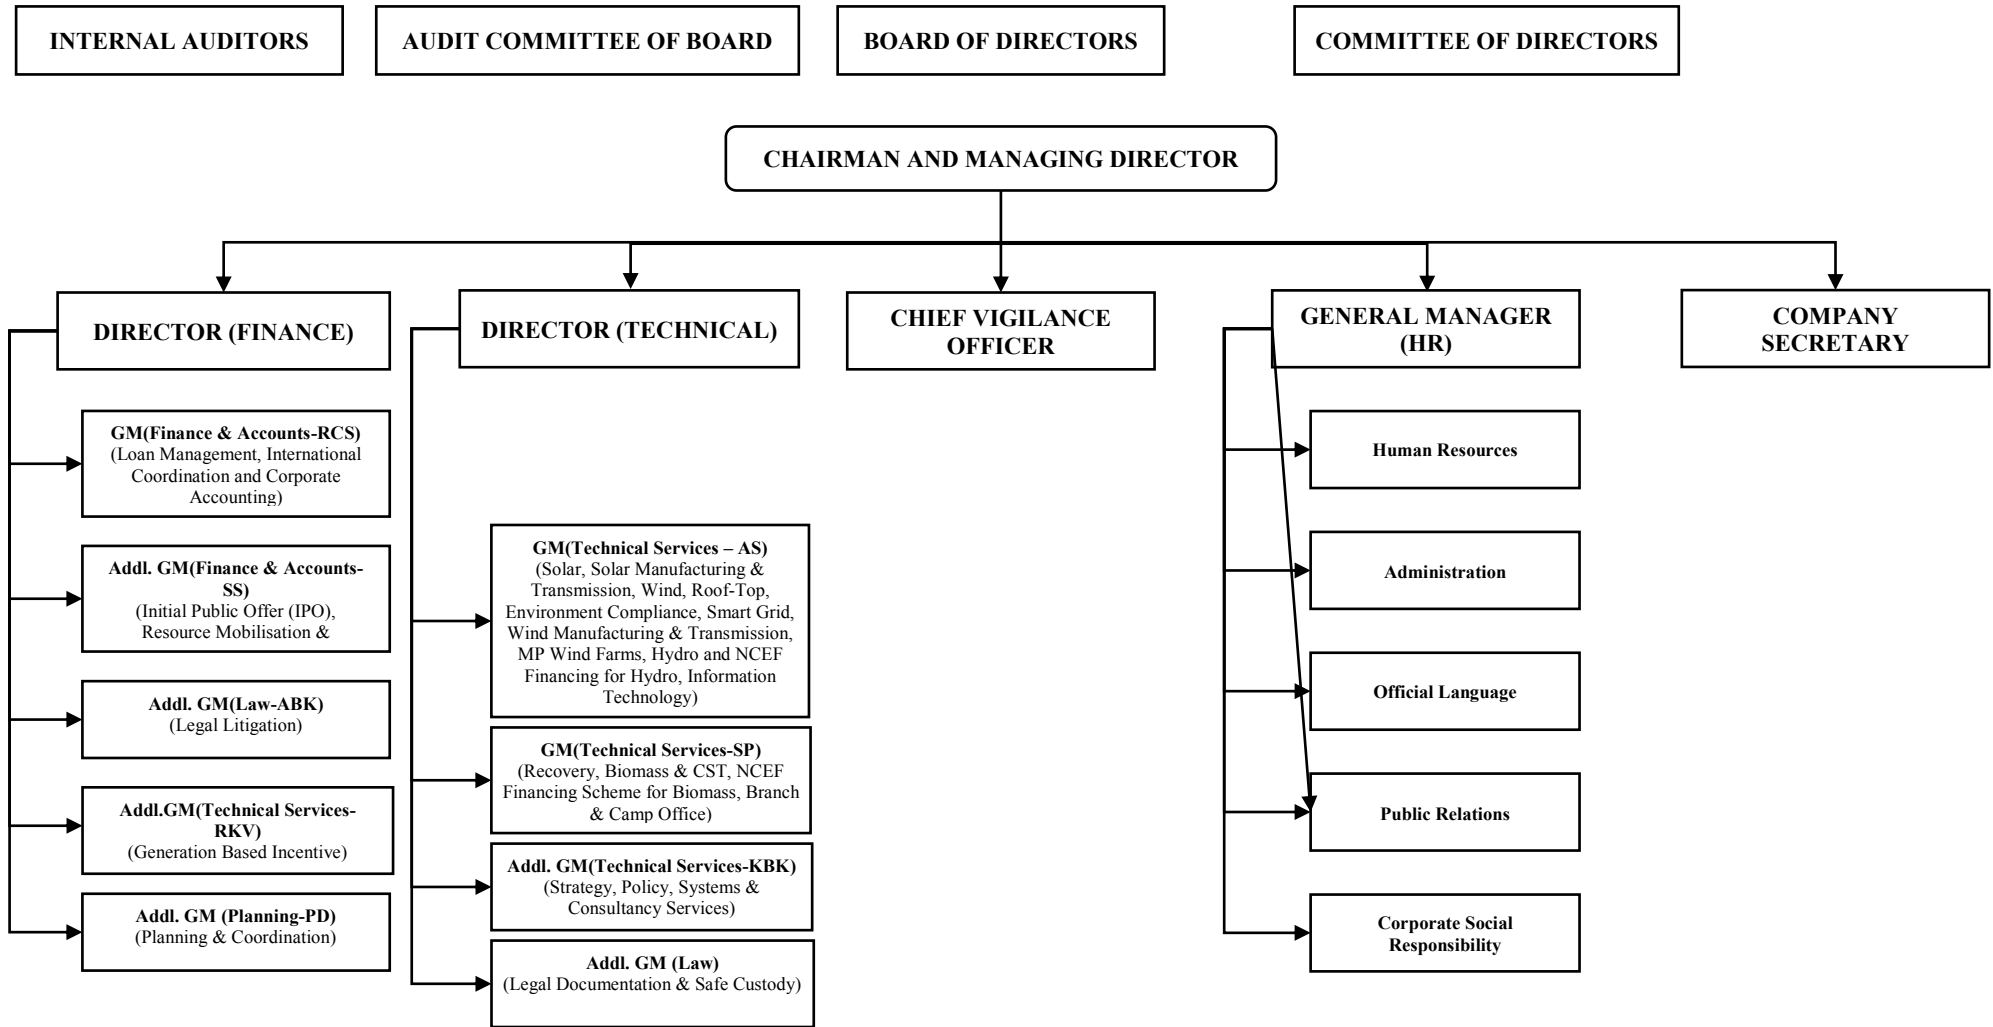 INTERNAL AUDITORS
AUDIT COMMITTEE OF BOARD
BOARD OF DIRECTORS
COMMITTEE OF DIRECTORS
CHAIRMAN AND MANAGING DIRECTOR
DIRECTOR (FINANCE)
DIRECTOR (TECHNICAL)
CHIEF VIGILANCE
OFFICER
GENERAL MANAGER
(HR)
COMPANY
SECRETARY
GM(Finance & Accounts-RCS)
(Loan Management, International
Coordination and Corporate
Accounting)
Addl. GM(Finance & Accounts-
SS)
(Initial Public Offer (IPO),
Resource Mobilisation &
Addl. GM(Law-ABK)
(Legal Litigation)
Addl.GM(Technical Services-
RKV)
(Generation Based Incentive)
Addl. GM (Planning-PD)
(Planning & Coordination)
GM(Technical Services – AS)
(Solar, Solar Manufacturing &
Transmission, Wind, Roof-Top,
Environment Compliance, Smart Grid,
Wind Manufacturing & Transmission,
MP Wind Farms, Hydro and NCEF
Financing for Hydro, Information
Technology)
GM(Technical Services-SP)
(Recovery, Biomass & CST, NCEF
Financing Scheme for Biomass, Branch
& Camp Office)
Addl. GM(Technical Services-KBK)
(Strategy, Policy, Systems &
Consultancy Services)
Addl. GM (Law)
(Legal Documentation & Safe Custody)
Human Resources
Administration
Official Language
Public Relations
Corporate Social
Responsibility